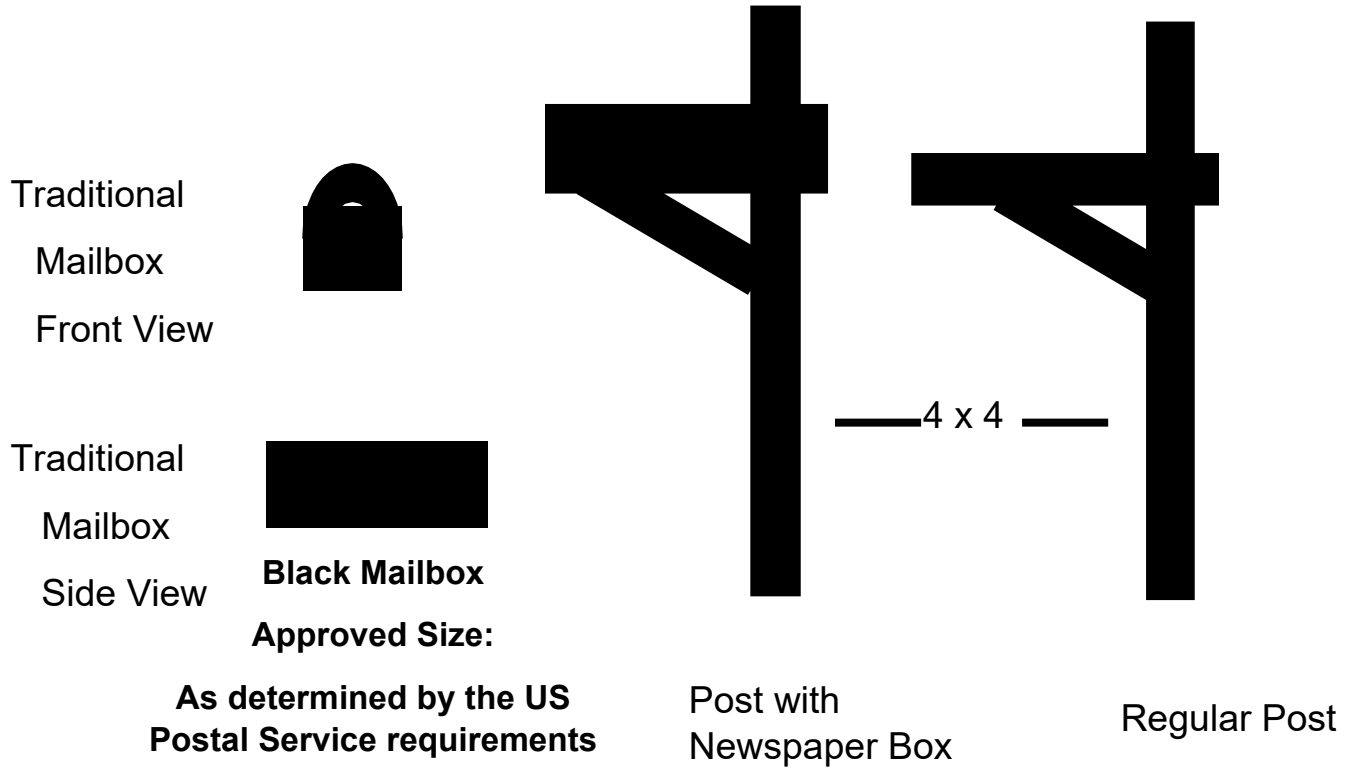 Traditional
Mailbox
Front View
4 x 4
Traditional
Mailbox
Side View
Black Mailbox
Approved Size:
As determined by the US
Postal Service requirements
Post with
Newspaper Box
Regular Post